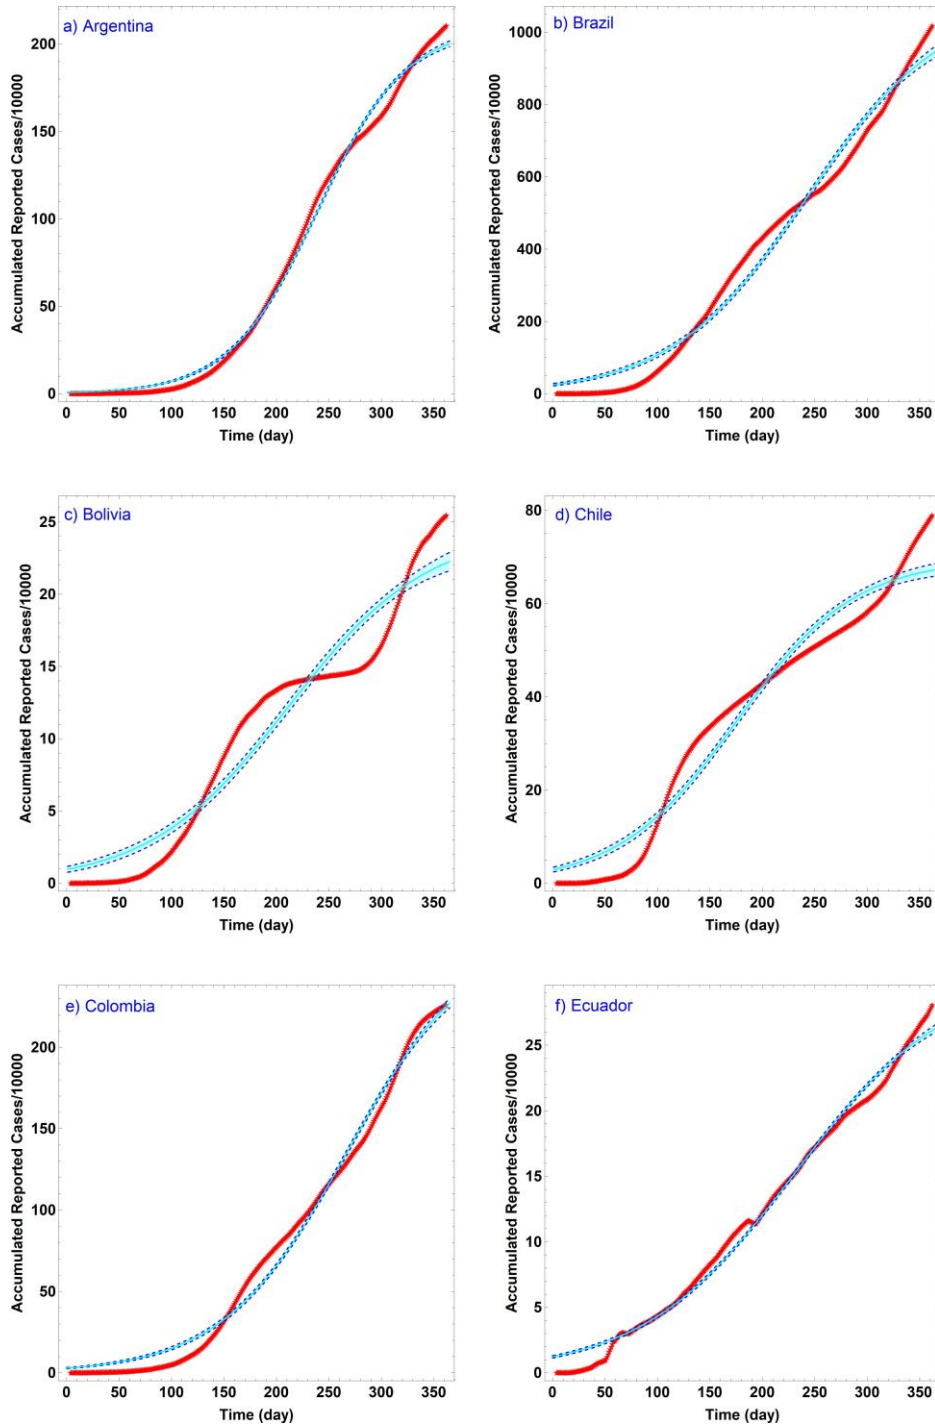 a) Argentina
Accumulated Reported Cases/10000
200
150
100
50
0
0 50 100 150 200 250 300 350
Time (day)
b) Brazil
Accumulated Reported Cases/10000
1000
800
600
400
200
0
0 50 100 150 200 250 300 350
Time (day)
c) Bolivia
Accumulated Reported Cases/10000
25
20
15
14
5
0
0 50 100 150 200 250 300 350
Time (day)
d) Chile
Accumulated Reported Cases/10000
80
60
40
20
0
0 50 100 150 200 250 300 350
Time (day)
e) Colombia
Accumulated Reported Cases/10000
200
150
100
50
0
0 50 100 150 200 250 300 350
Time (day)
f) Ecuador
Accumulated Reported Cases/10000
25
20
15
10
5
0
0 50 100 150 200 250 300 350
Time (day)